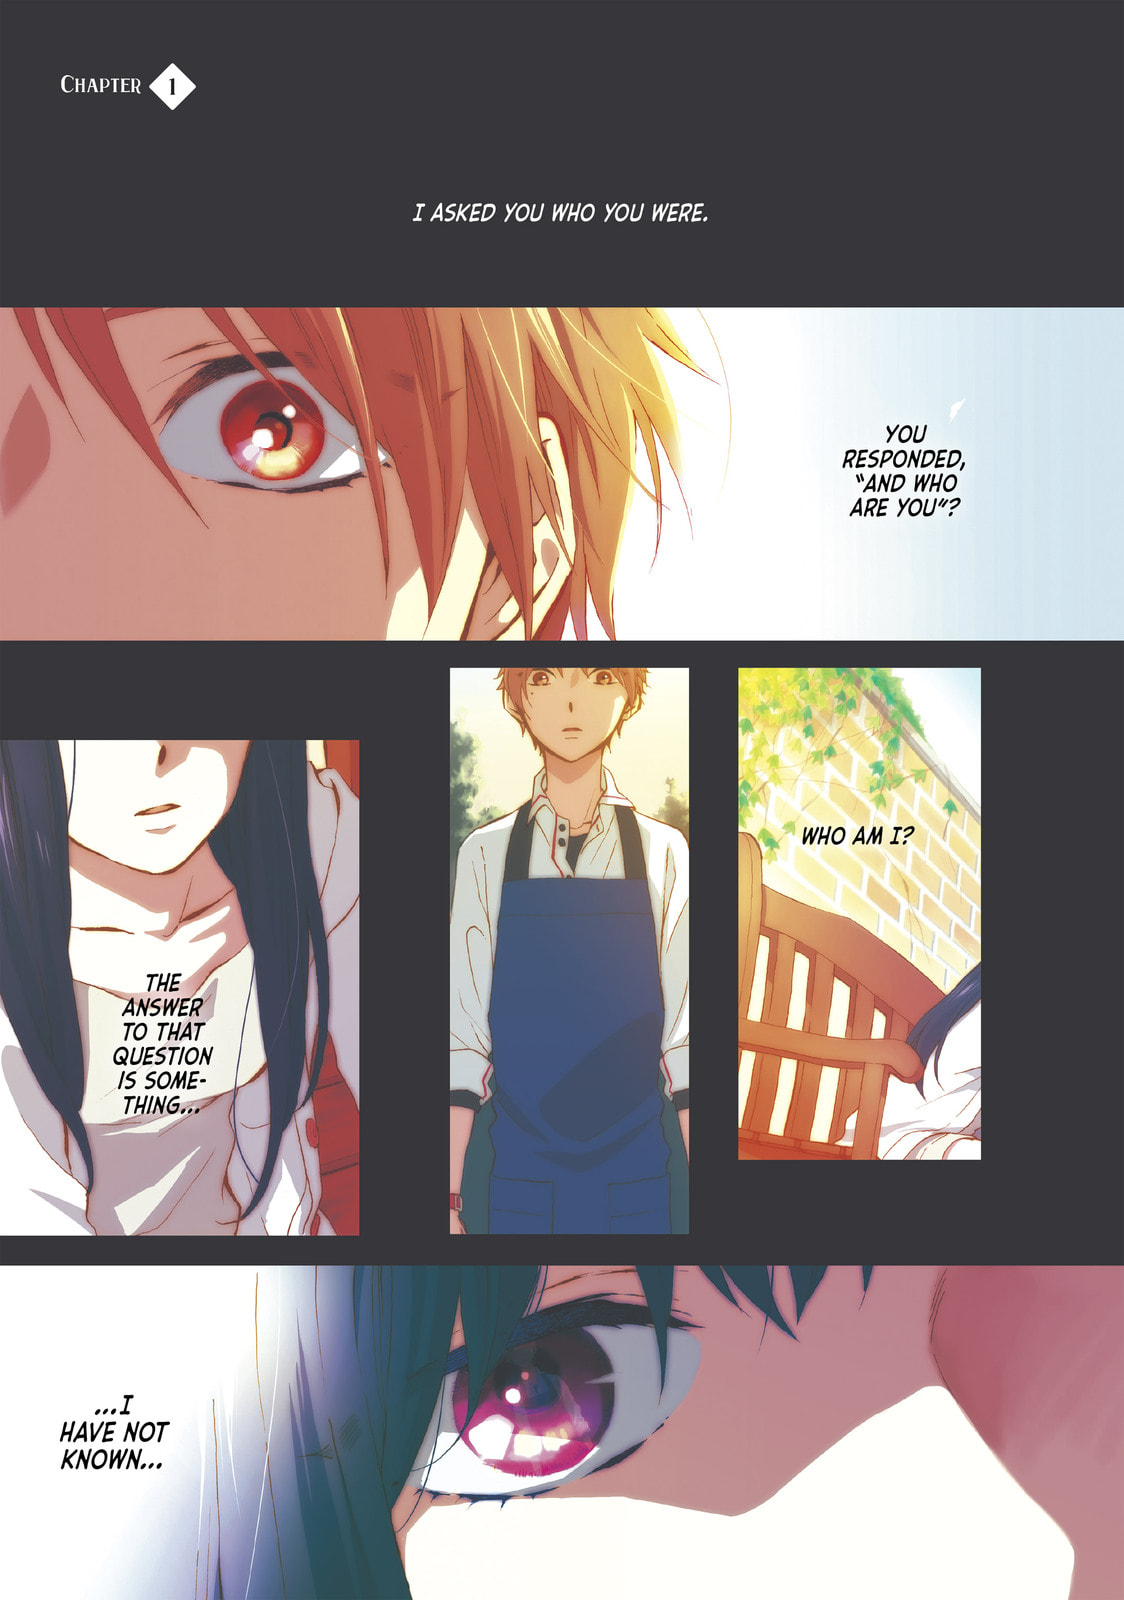 CHAPTER 1
I ASKED YOU WHO YOU WERE.
YOU
RESPONDED,
"AND WHO
ARE YOU"?
WHO AM I?
THE
ANSWER
TO THAT
QUESTION
IS SOME-
THING...
...I
HAVE NOT
KNOWN...